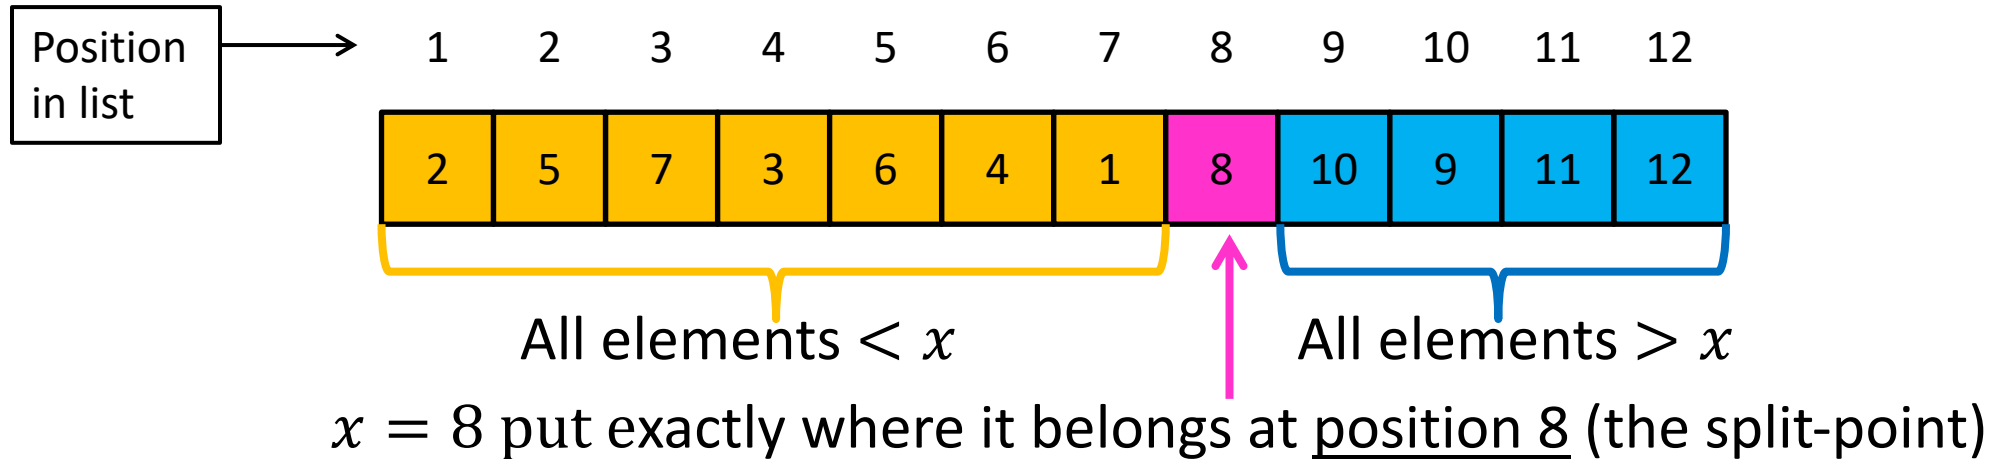 Position
in list
1 2 3 4 5 6 7 8 9 10 11 12
2 5 7 3 6 4 1 8 10 9 11 12
All elements < x
All elements > x
x = 8 put exactly where it belongs at position 8 (the split-point)